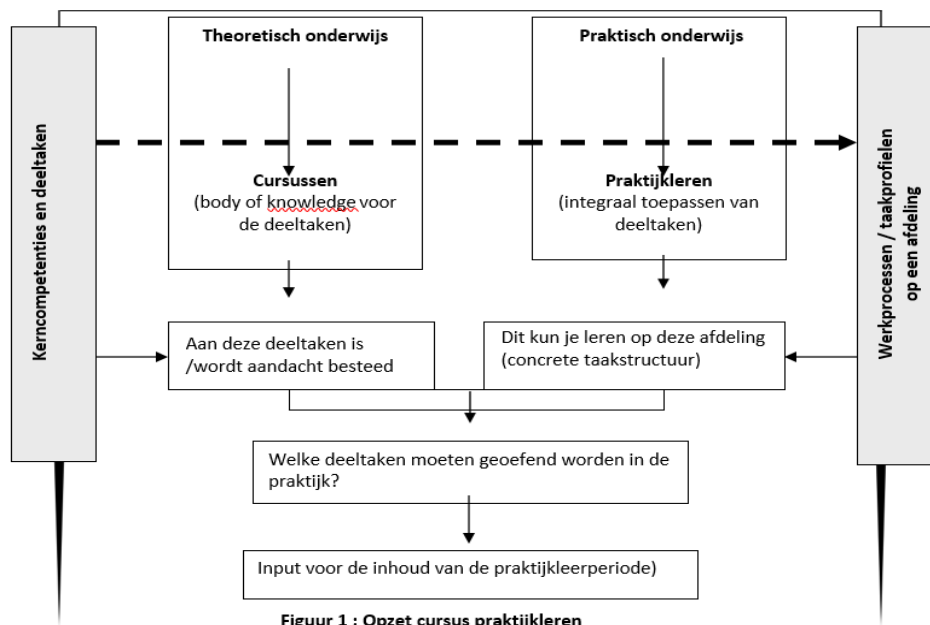 Kerncompetenties en deeltaken
Theoretisch onderwijs
Cursussen
(body of knowledge voor
de deeltaken)
Praktisch onderwijs
Praktijkleren
(integraal toepassen van
deeltaken)
Werkprocessen / taakprofielen
op een afdeling
Aan deze deeltaken is
/wordt aandacht besteed
Dit kun je leren op deze afdeling
(concrete taakstructuur)
Welke deeltaken moeten geoefend worden in de
praktijk?
Input voor de inhoud van de praktijkleerperiode)
Figuur 1 : Opzet cursus praktijkleren